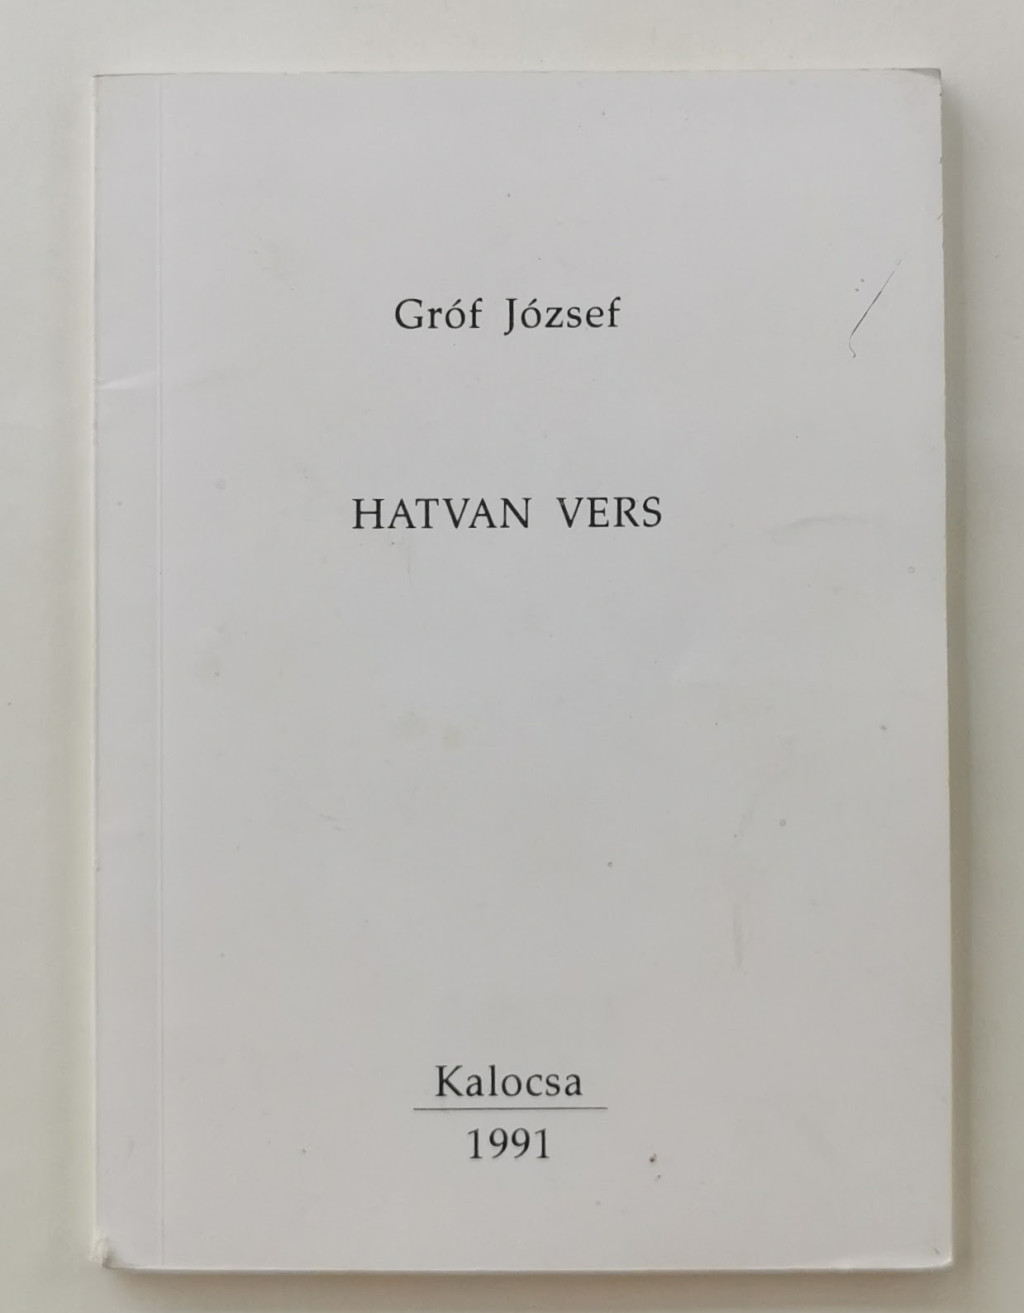 Gróf József
HATVAN VERS
Kalocsa
1991